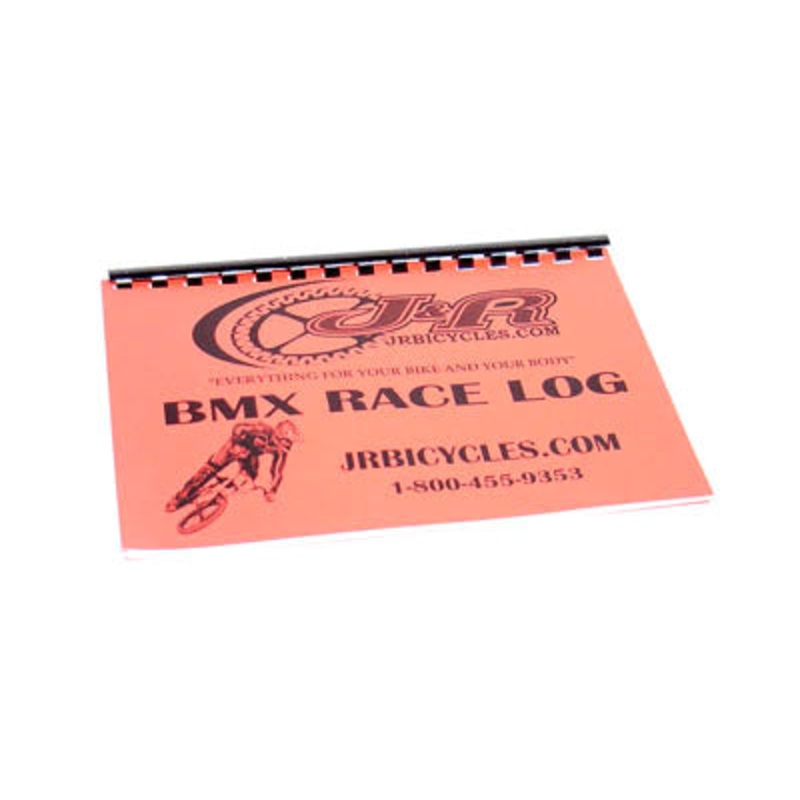 J&R
JRBICYCLES.COM
"EVERYTHING FOR YOUR BIKE AND YOUR BODY"
BMX RACE LOG
JRBICYCLES.COM
1-800-455-9353